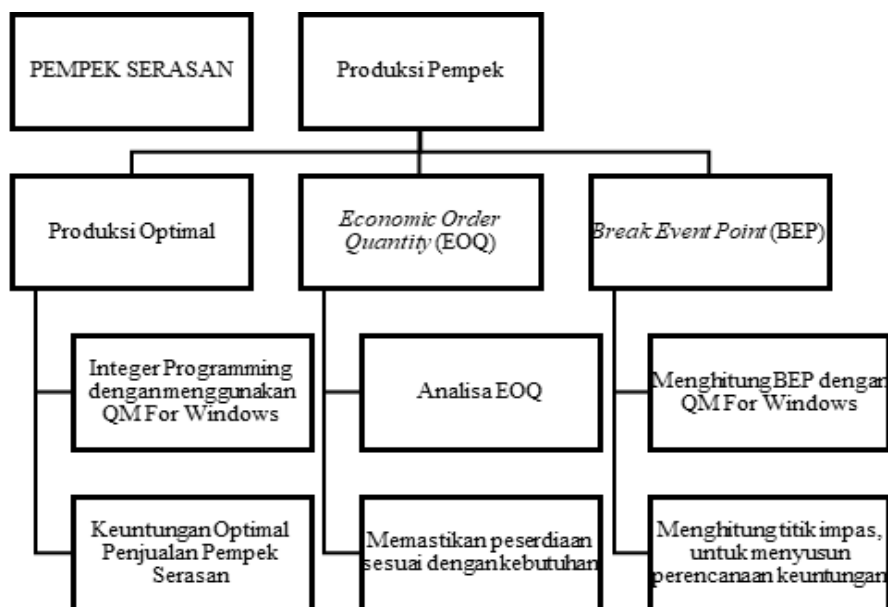 PEMPEK SERASAN
Produksi Pempek
Produksi Optimal
Economic Order
Quantity (EOQ)
Break Event Point (BEP)
Integer Programming
dengan menggunakan
QM For Windows
Analisa EOQ
Menghitung BEP dengan
QM For Windows
Keuntungan Optimal
Penjualan Pempek
Serasan
Memastikan peserdiaan
sesuai dengan kebutuhan
Menghitung titik impas,
untuk menyusun
perencanaan keuntungan